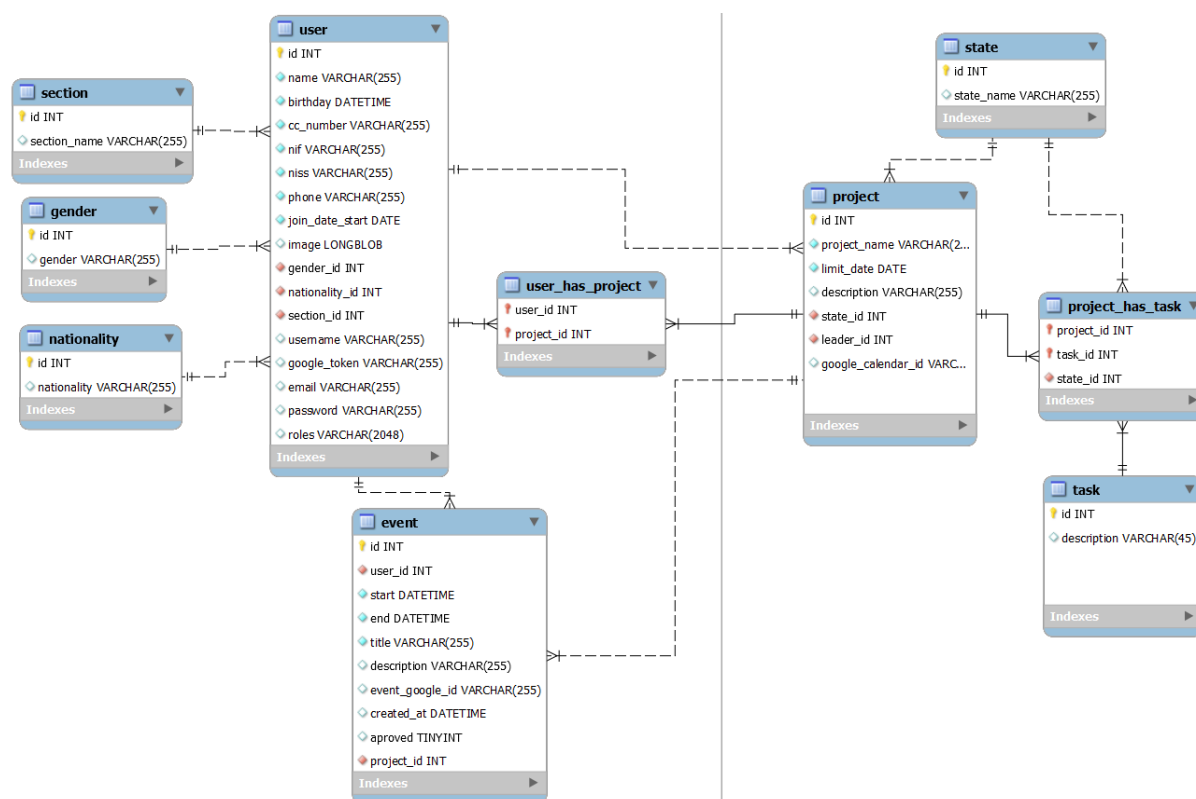 user
id INT
name VARCHAR(255)
birthday DATETIME
cc_number VARCHAR(255)
nif VARCHAR(255)
niss VARCHAR(255)
phone VARCHAR(255)
join_date_start DATE
image LONGBLOB
gender_id INT
nationality_id INT
section_id INT
username VARCHAR(255)
google_token VARCHAR(255)
email VARCHAR(255)
password VARCHAR(255)
roles VARCHAR(2048)
Indexes
section
id INT
section_name VARCHAR(255)
Indexes
gender
id INT
gender VARCHAR(255)
Indexes
nationality
id INT
nationality VARCHAR(255)
Indexes
user_has_project
user_id INT
project_id INT
Indexes
event
id INT
user_id INT
start DATETIME
end DATETIME
title VARCHAR(255)
description VARCHAR(255)
event_google_id VARCHAR(255)
created_at DATETIME
aproved TINYINT
project_id INT
Indexes
state
id INT
state_name VARCHAR(255)
Indexes
project
id INT
project_name VARCHAR(2...
limit_date DATE
description VARCHAR(255)
state_id INT
leader_id INT
google_calendar_id VARC...
Indexes
project_has_task
project_id INT
task_id INT
state_id INT
Indexes
task
id INT
description VARCHAR(45)
Indexes